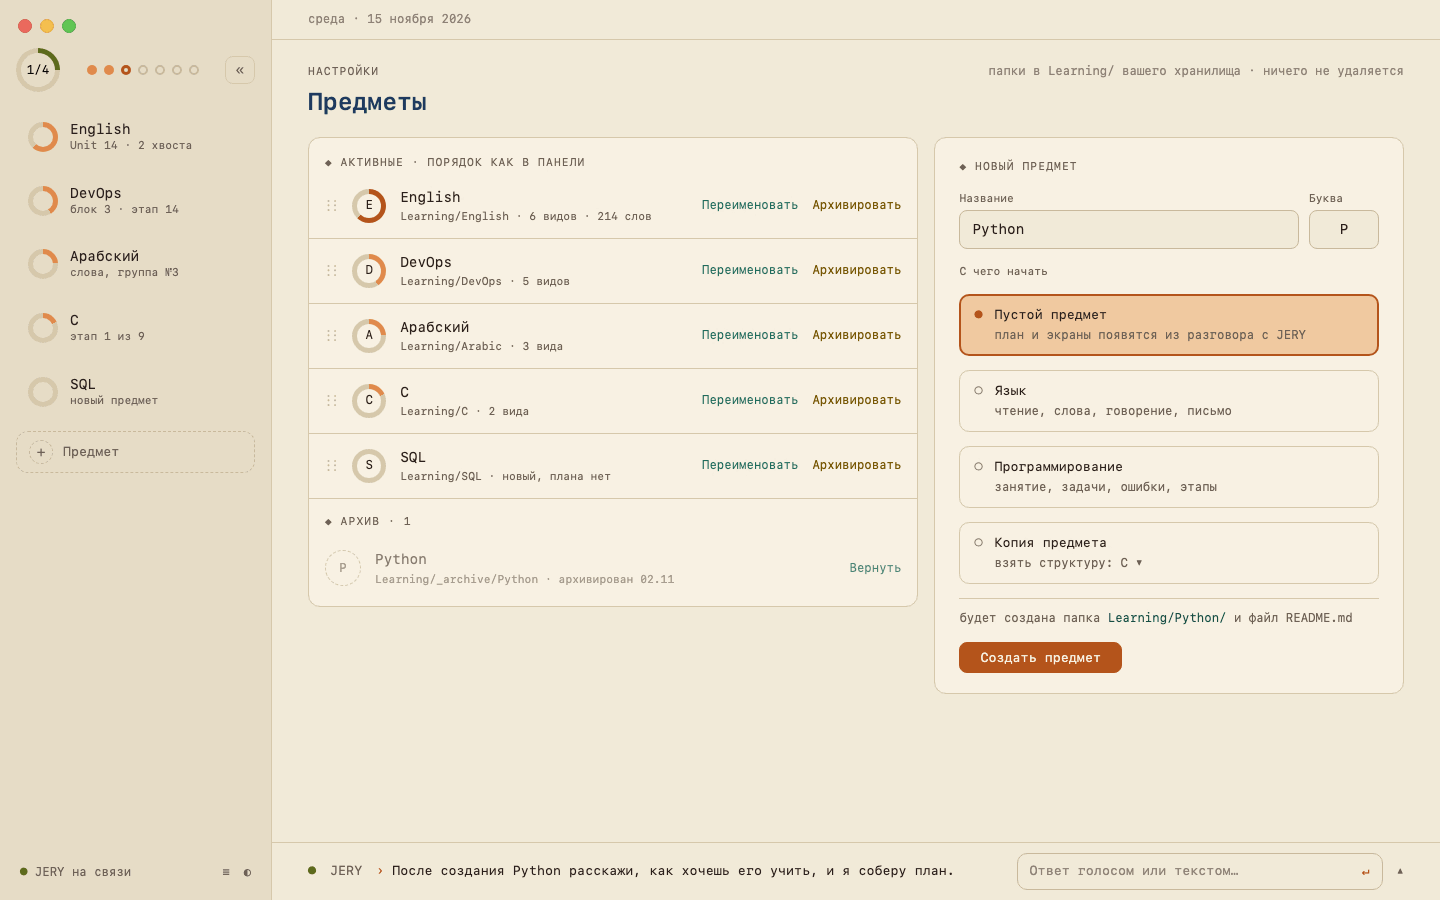 1/4
«
English
Unit 14 · 2 хвоста
DevOps
блок 3 · этап 14
Арабский
слова, группа №3
C
этап 1 из 9
SQL
новый предмет
+ Предмет
JERY на связи
среда · 15 ноября 2026
НАСТРОЙКИ
папки в Learning/ вашего хранилища · ничего не удаляется
Предметы
◆ АКТИВНЫЕ · ПОРЯДОК КАК В ПАНЕЛИ
E English Переименовать Архивировать
Learning/English · 6 видов · 214 слов
D DevOps Переименовать Архивировать
Learning/DevOps · 5 видов
А Арабский Переименовать Архивировать
Learning/Arabic · 3 вида
C C Переименовать Архивировать
Learning/C · 2 вида
S SQL Переименовать Архивировать
Learning/SQL · новый, плана нет
◆ АРХИВ · 1
P Python Вернуть
Learning/_archive/Python · архивирован 02.11
◆ НОВЫЙ ПРЕДМЕТ
Название Буква
Python P
С чего начать
Пустой предмет
план и экраны появятся из разговора с JERY
Язык
чтение, слова, говорение, письмо
Программирование
занятие, задачи, ошибки, этапы
Копия предмета
взять структуру: C ▾
будет создана папка Learning/Python/ и файл README.md
Создать предмет
JERY › После создания Python расскажи, как хочешь его учить, и я соберу план.
Ответ голосом или текстом… ↵ ▴